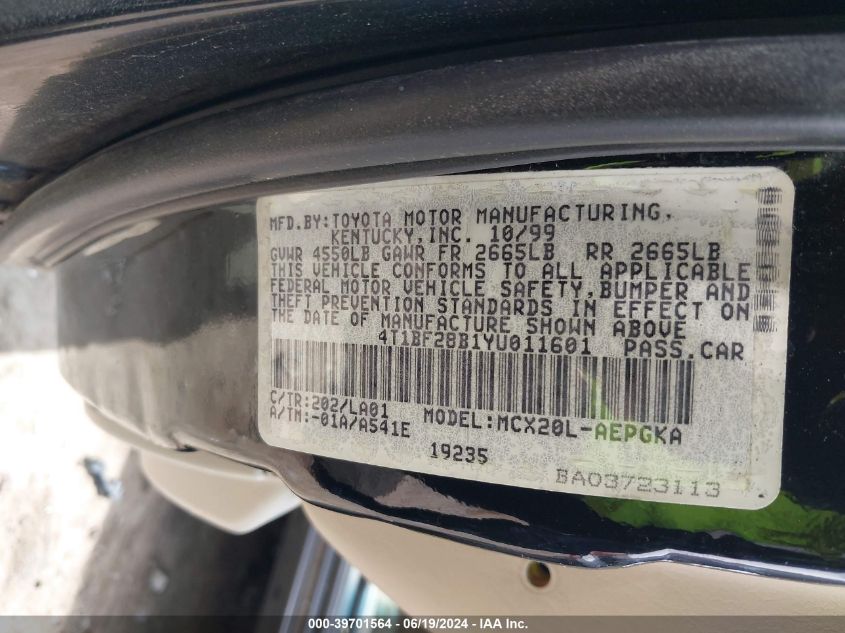 MFD.BY:TOYOTA MOTOR MANUFACTURING,
KENTUCKY,INC. 10/99
GVWR 4550LB GAWR FR 2665LB RR 2665LB
THIS VEHICLE CONFORMS TO ALL APPLICABLE
FEDERAL MOTOR VEHICLE SAFETY,BUMPER AND
THEFT PREVENTION STANDARDS IN EFFECT ON
THE DATE OF MANUFACTURE SHOWN ABOVE
4T1BF28B1YU011601 PASS.CAR
C/TR:202/LA01 MODEL:MCX20L-AEPGKA
A/TM:-01A/A541E
19235
BA03723113
000-39701564 - 06/19/2024 - IAA Inc.